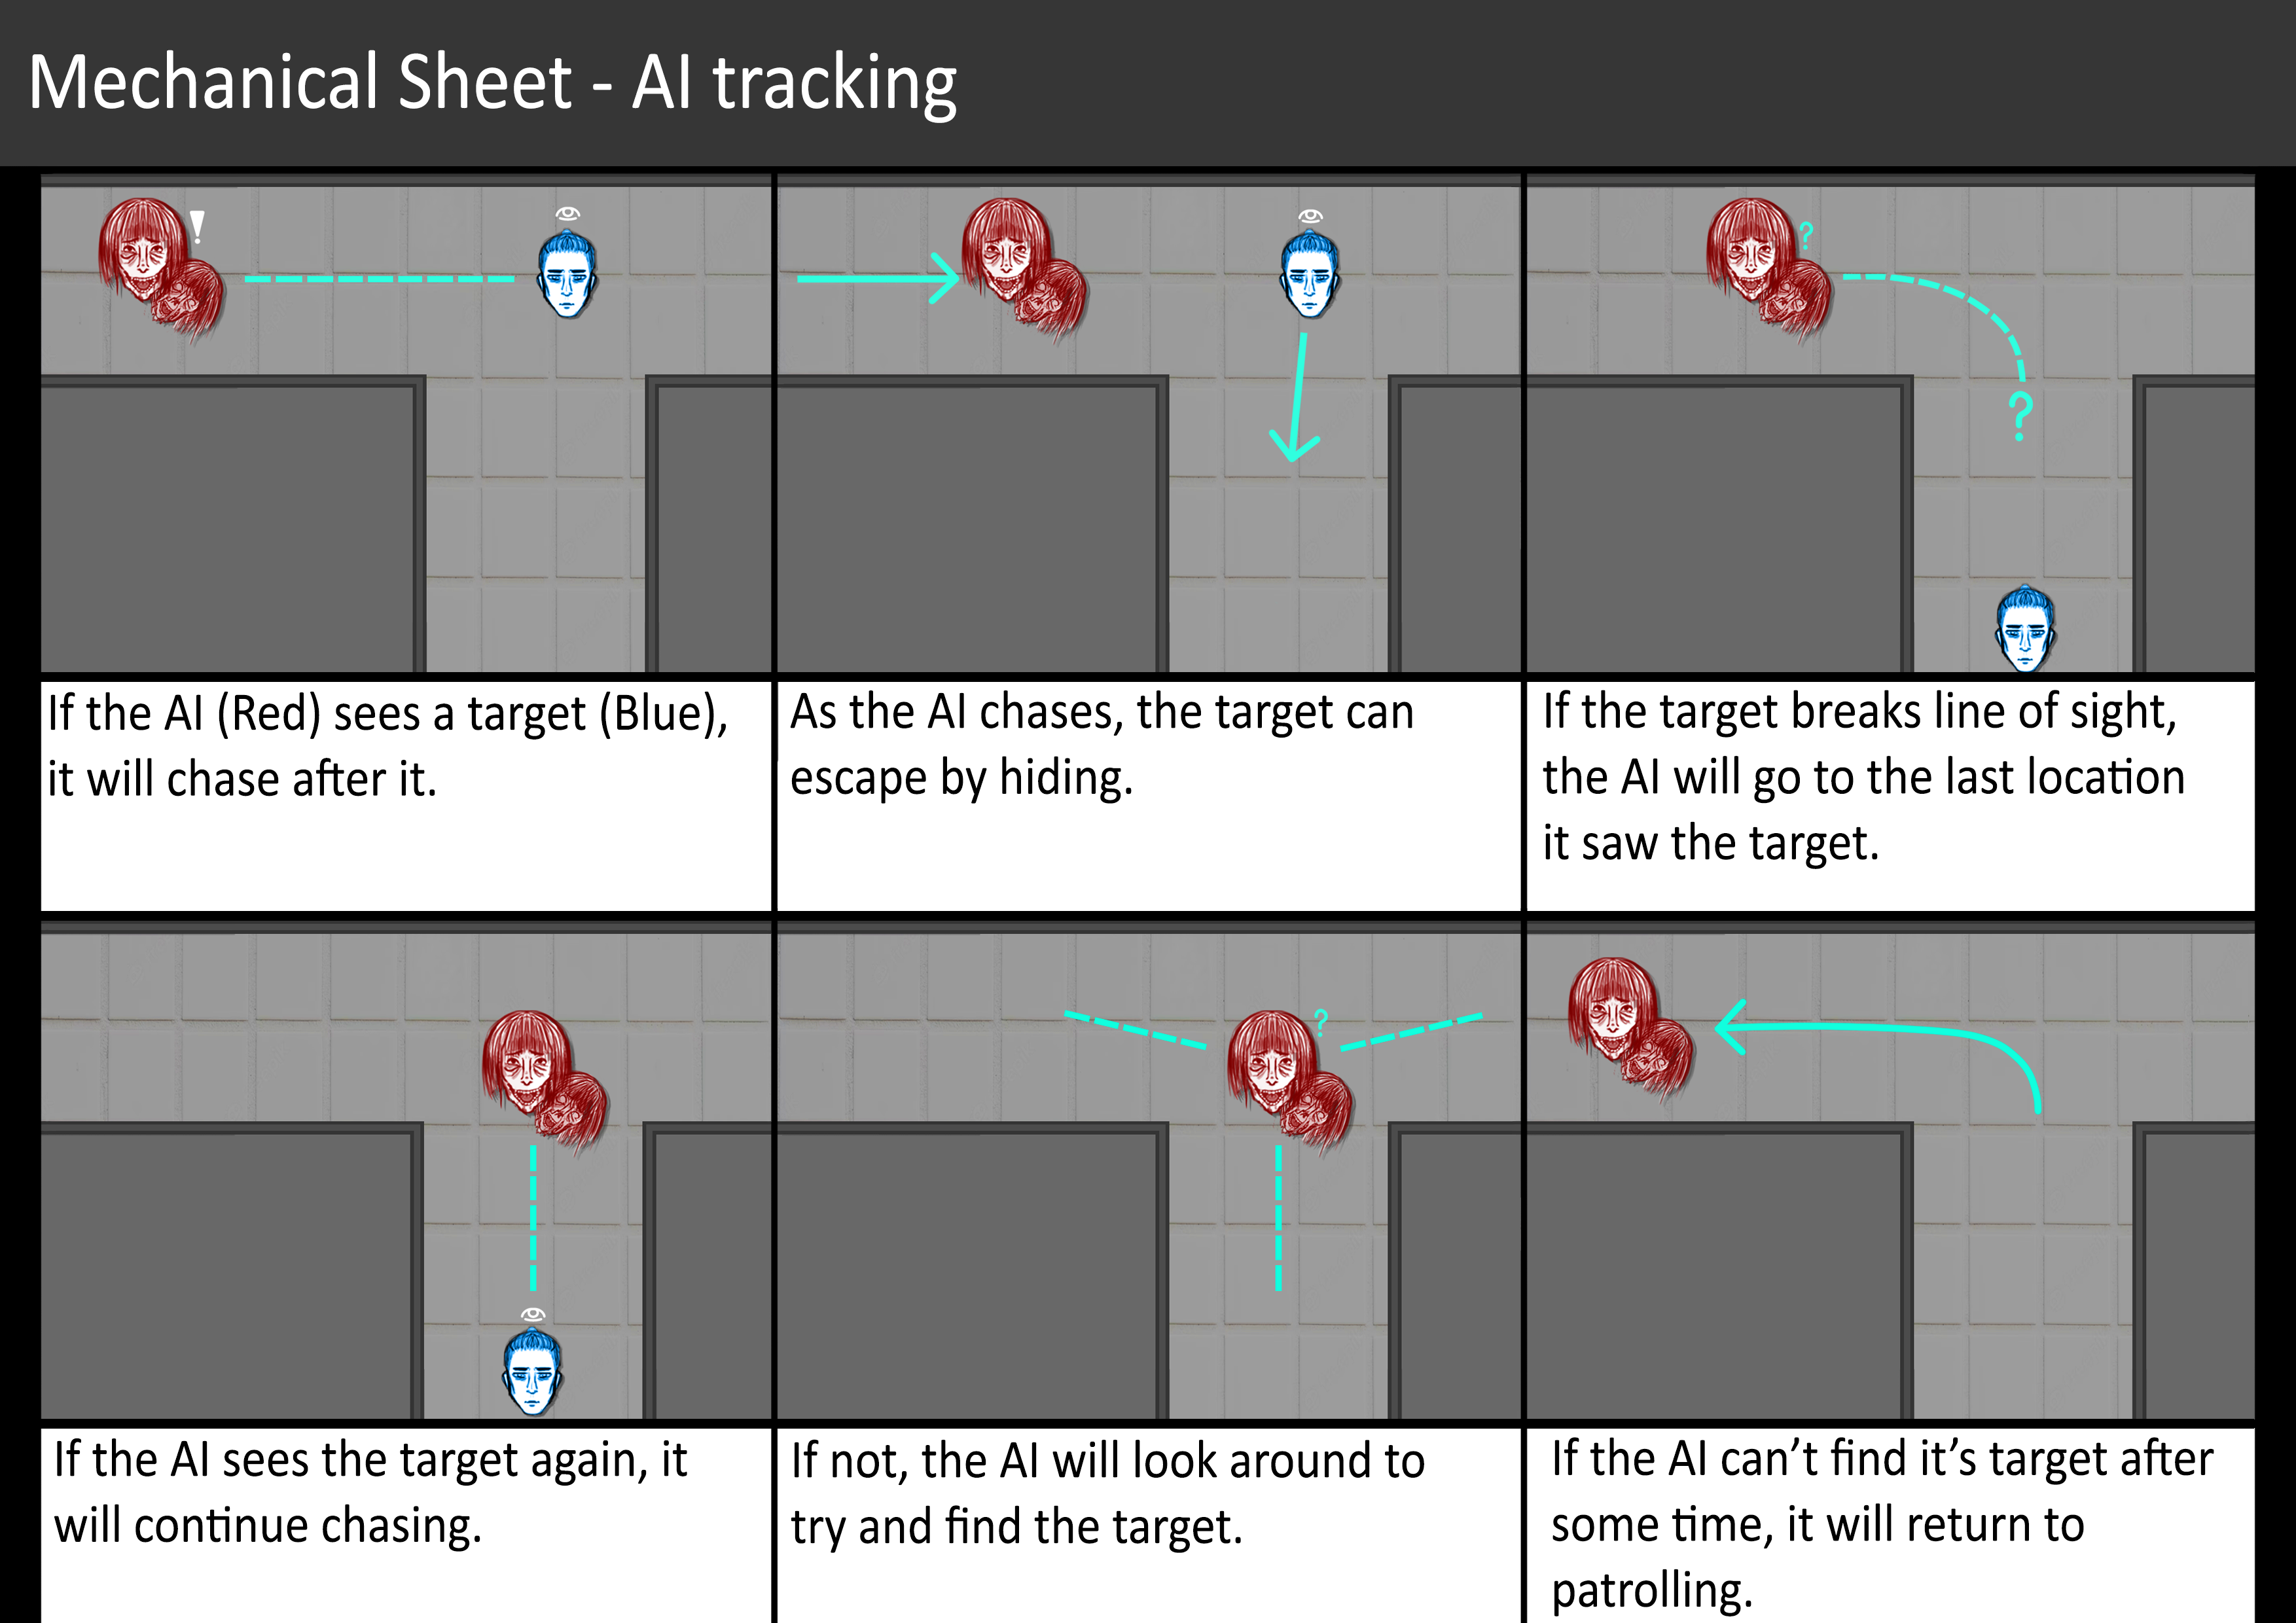 Mechanical Sheet - AI tracking
!
?
?
If the AI (Red) sees a target (Blue),
it will chase after it.
As the AI chases, the target can
escape by hiding.
If the target breaks line of sight,
the AI will go to the last location
it saw the target.
?
If the AI sees the target again, it
will continue chasing.
If not, the AI will look around to
try and find the target.
If the AI can’t find it’s target after
some time, it will return to
patrolling.